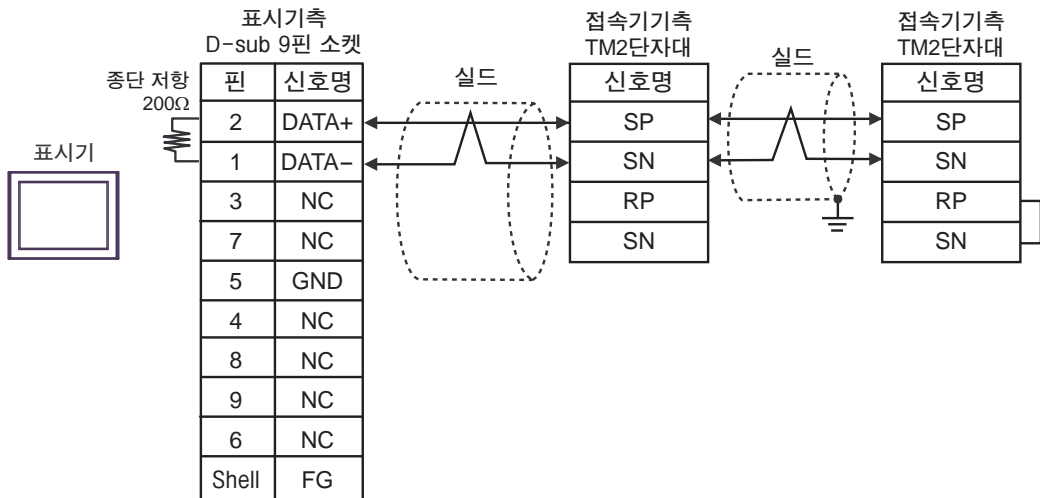 표시기측
D-sub 9핀 소켓
접속기기측
TM2단자대
접속기기측
TM2단자대
종단 저항
200Ω
표시기
실드
실드
핀 신호명
2 DATA+
1 DATA-
3 NC
7 NC
5 GND
4 NC
8 NC
9 NC
6 NC
Shell FG
신호명
SP
SN
RP
SN
신호명
SP
SN
RP
SN